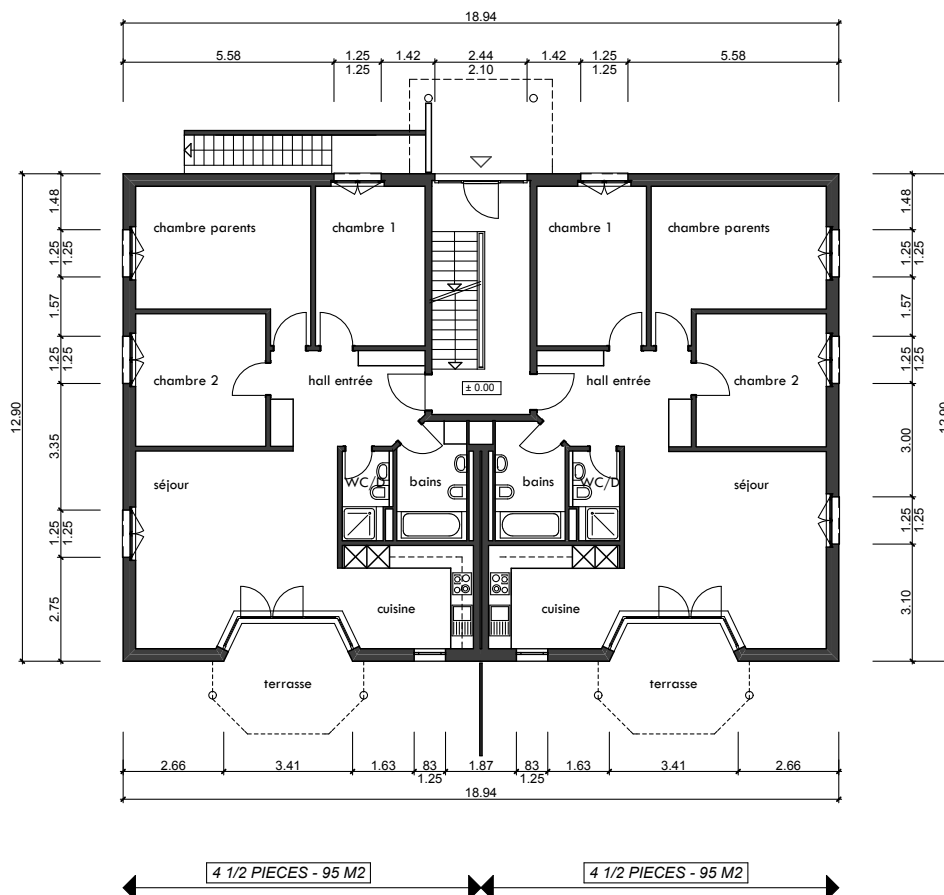 18.94
5.58 1.25 1.42 2.44 1.42 1.25 5.58
1.25 2.10 1.25
12.90
1.48
1.25
1.25
1.57
1.25
1.25
3.35
1.25
1.25
2.75
chambre parents
chambre 1
chambre 1
chambre parents
chambre 2
hall entrée
± 0.00
hall entrée
chambre 2
séjour
WC/D
bains
bains
WC/D
séjour
cuisine
cuisine
terrasse
terrasse
1.48
1.25
1.25
1.57
1.25
1.25
3.00
1.25
1.25
3.10
12.90
2.66 3.41 1.63 83 1.87 83 1.63 3.41 2.66
1.25 1.25
18.94
4 1/2 PIECES - 95 M2
4 1/2 PIECES - 95 M2